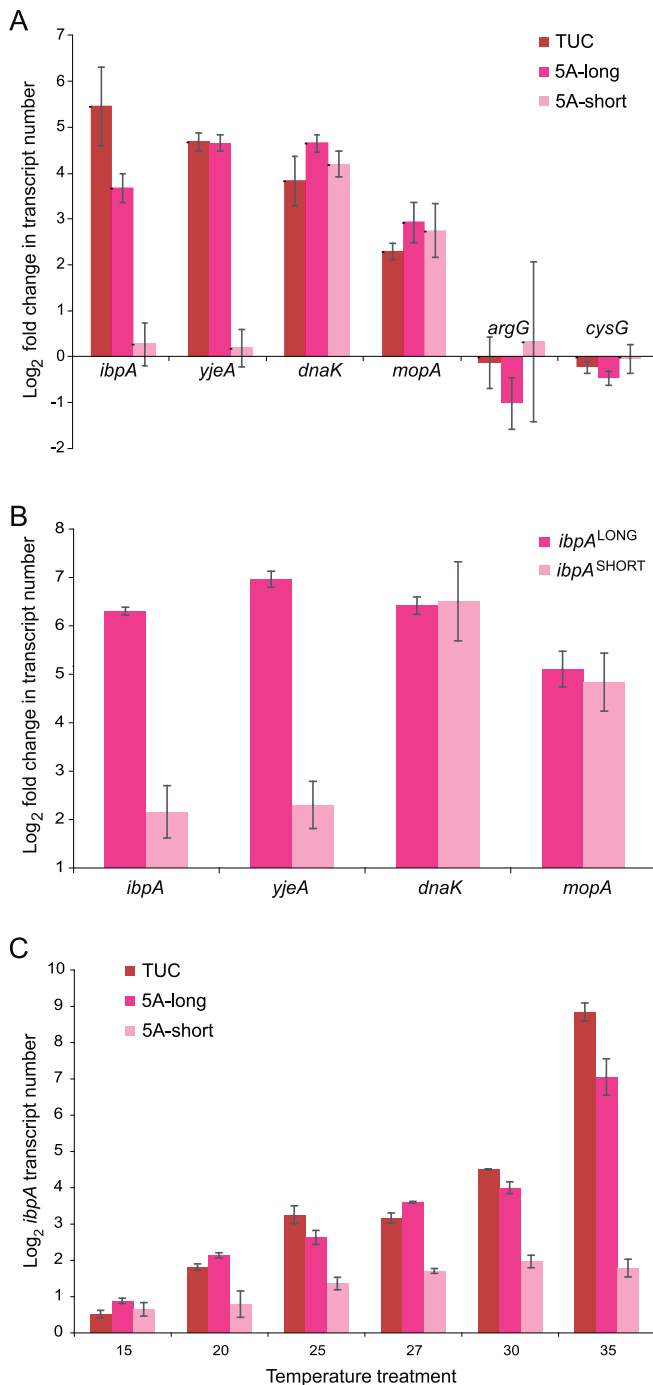 A
7
6
5
4
3
2
1
0
-1
-2
Log2 fold change in transcript number
TUC
5A-long
5A-short
ibpA
yjeA
dnaK
mopA
argG
cysG
B
8
7
6
5
4
3
2
1
Log2 fold change in transcript number
ibpALONG
ibpASHORT
ibpA
yjeA
dnaK
mopA
C
10
9
8
7
6
5
4
3
2
1
0
Log2 ibpA transcript number
TUC
5A-long
5A-short
15
20
25
27
30
35
Temperature treatment